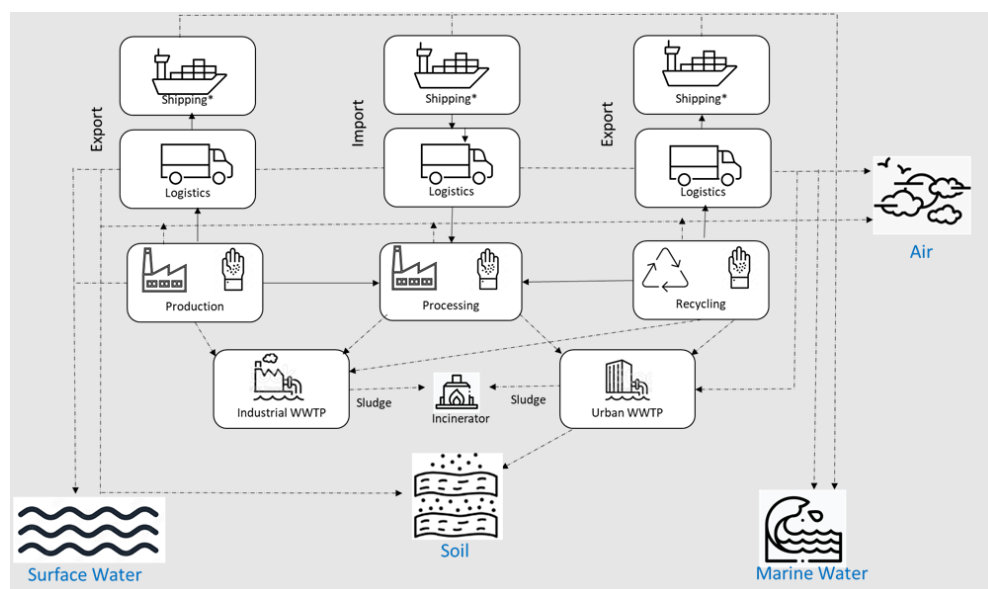 Shipping*
Shipping*
Shipping*
Export
Import
Export
Logistics
Logistics
Logistics
Air
Production
Processing
Recycling
Industrial WWTP
Sludge
Incinerator
Sludge
Urban WWTP
Soil
Surface Water
Marine Water